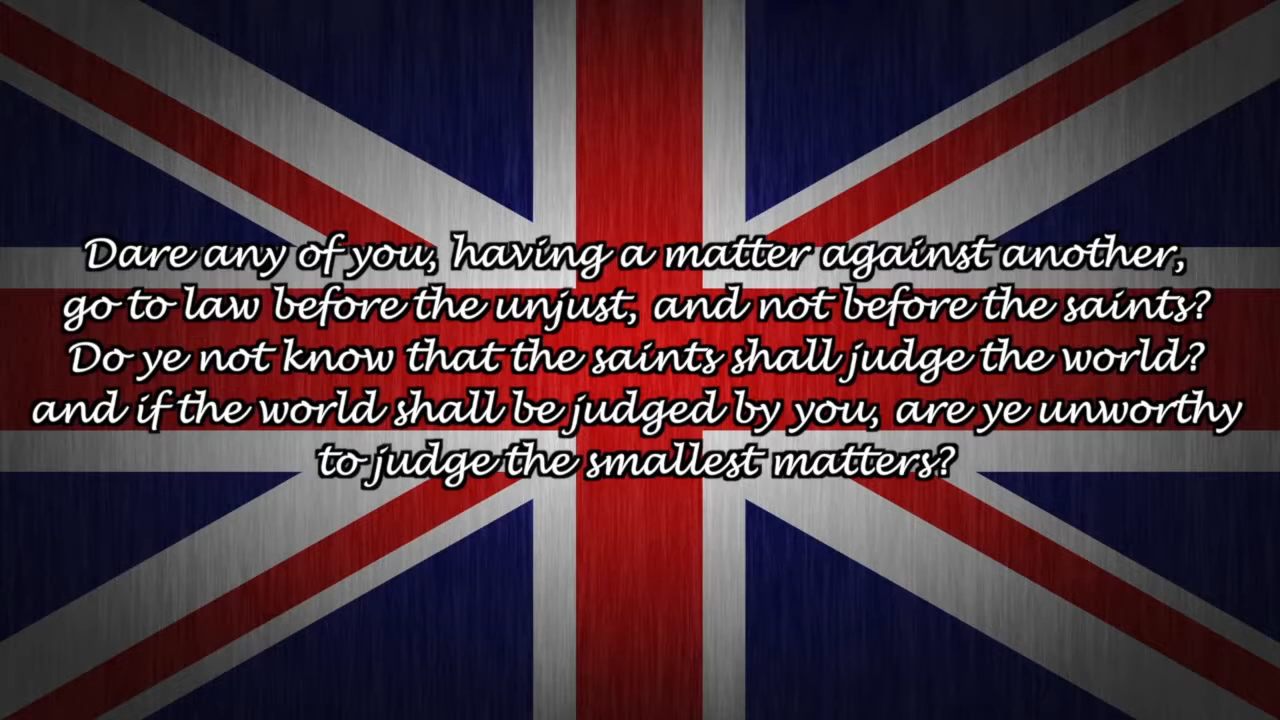 Dare any of you, having a matter against another,
go to law before the unjust, and not before the saints?
Do ye not know that the saints shall judge the world?
and if the world shall be judged by you, are ye unworthy
to judge the smallest matters?